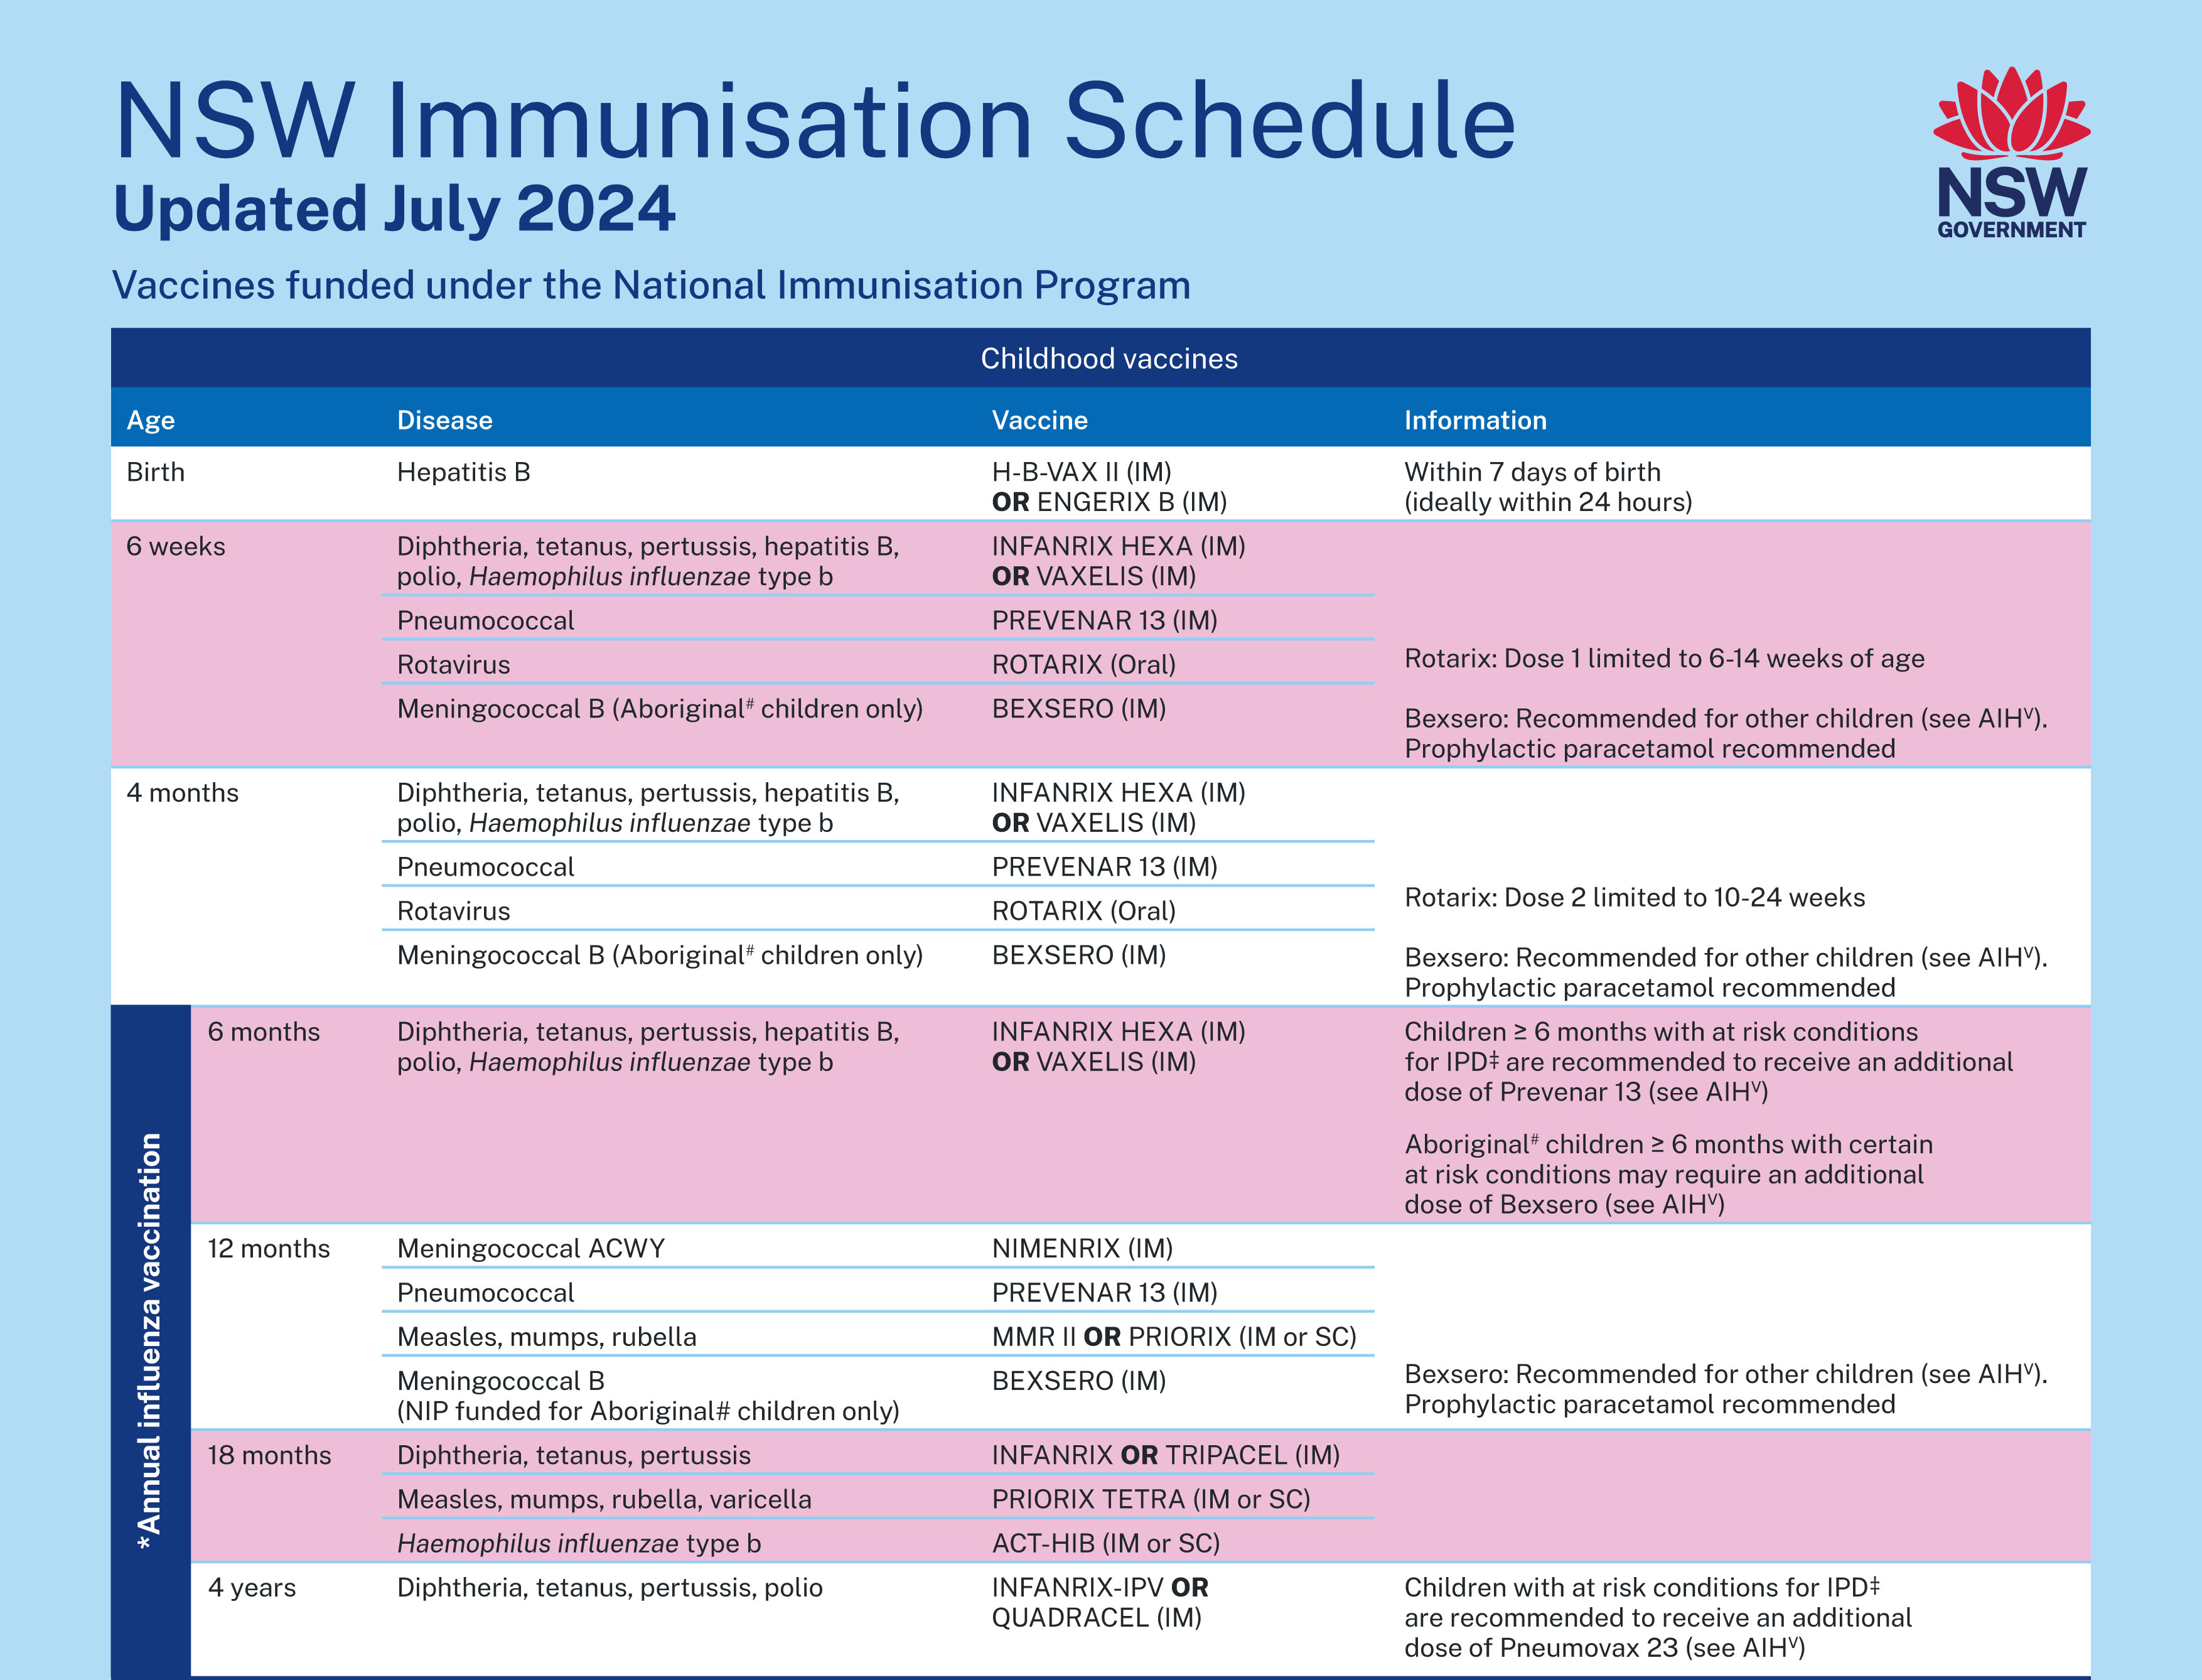 NSW Immunisation Schedule
Updated July 2024
Vaccines funded under the National Immunisation Program
NSW
GOVERNMENT
Childhood vaccines
Age Disease Vaccine Information
Birth Hepatitis B H-B-VAX II (IM) Within 7 days of birth
OR ENGERIX B (IM) (ideally within 24 hours)
6 weeks Diphtheria, tetanus, pertussis, hepatitis B, INFANRIX HEXA (IM)
polio, Haemophilus influenzae type b OR VAXELIS (IM)
Pneumococcal PREVENAR 13 (IM)
Rotavirus ROTARIX (Oral) Rotarix: Dose 1 limited to 6-14 weeks of age
Meningococcal B (Aboriginal# children only) BEXSERO (IM) Bexsero: Recommended for other children (see AIHⱽ).
Prophylactic paracetamol recommended
4 months Diphtheria, tetanus, pertussis, hepatitis B, INFANRIX HEXA (IM)
polio, Haemophilus influenzae type b OR VAXELIS (IM)
Pneumococcal PREVENAR 13 (IM)
Rotavirus ROTARIX (Oral) Rotarix: Dose 2 limited to 10-24 weeks
Meningococcal B (Aboriginal# children only) BEXSERO (IM) Bexsero: Recommended for other children (see AIHⱽ).
Prophylactic paracetamol recommended
*Annual influenza vaccination
6 months Diphtheria, tetanus, pertussis, hepatitis B, INFANRIX HEXA (IM) Children ≥ 6 months with at risk conditions
polio, Haemophilus influenzae type b OR VAXELIS (IM) for IPD‡ are recommended to receive an additional
dose of Prevenar 13 (see AIHⱽ)
Aboriginal# children ≥ 6 months with certain
at risk conditions may require an additional
dose of Bexsero (see AIHⱽ)
12 months Meningococcal ACWY NIMENRIX (IM)
Pneumococcal PREVENAR 13 (IM)
Measles, mumps, rubella MMR II OR PRIORIX (IM or SC)
Meningococcal B BEXSERO (IM) Bexsero: Recommended for other children (see AIHⱽ).
(NIP funded for Aboriginal# children only) Prophylactic paracetamol recommended
18 months Diphtheria, tetanus, pertussis INFANRIX OR TRIPACEL (IM)
Measles, mumps, rubella, varicella PRIORIX TETRA (IM or SC)
Haemophilus influenzae type b ACT-HIB (IM or SC)
4 years Diphtheria, tetanus, pertussis, polio INFANRIX-IPV OR Children with at risk conditions for IPD‡
QUADRACEL (IM) are recommended to receive an additional
dose of Pneumovax 23 (see AIHⱽ)